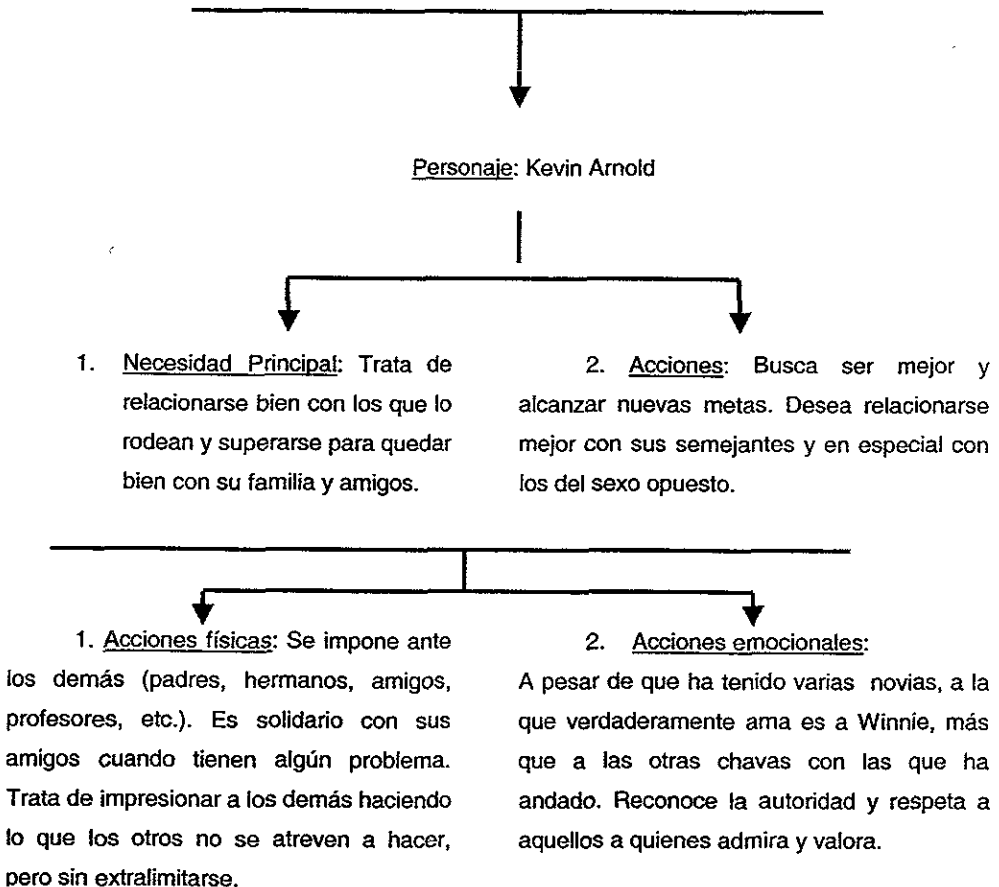 Personaje: Kevin Arnold
1. Necesidad Principal: Trata de
relacionarse bien con los que lo
rodean y superarse para quedar
bien con su familia y amigos.
2. Acciones: Busca ser mejor y
alcanzar nuevas metas. Desea relacionarse
mejor con sus semejantes y en especial con
los del sexo opuesto.
1. Acciones físicas: Se impone ante
los demás (padres, hermanos, amigos,
profesores, etc.). Es solidario con sus
amigos cuando tienen algún problema.
Trata de impresionar a los demás haciendo
lo que los otros no se atreven a hacer,
pero sin extralimitarse.
2. Acciones emocionales:
A pesar de que ha tenido varias novias, a la
que verdaderamente ama es a Winnie, más
que a las otras chavas con las que ha
andado. Reconoce la autoridad y respeta a
aquellos a quienes admira y valora.